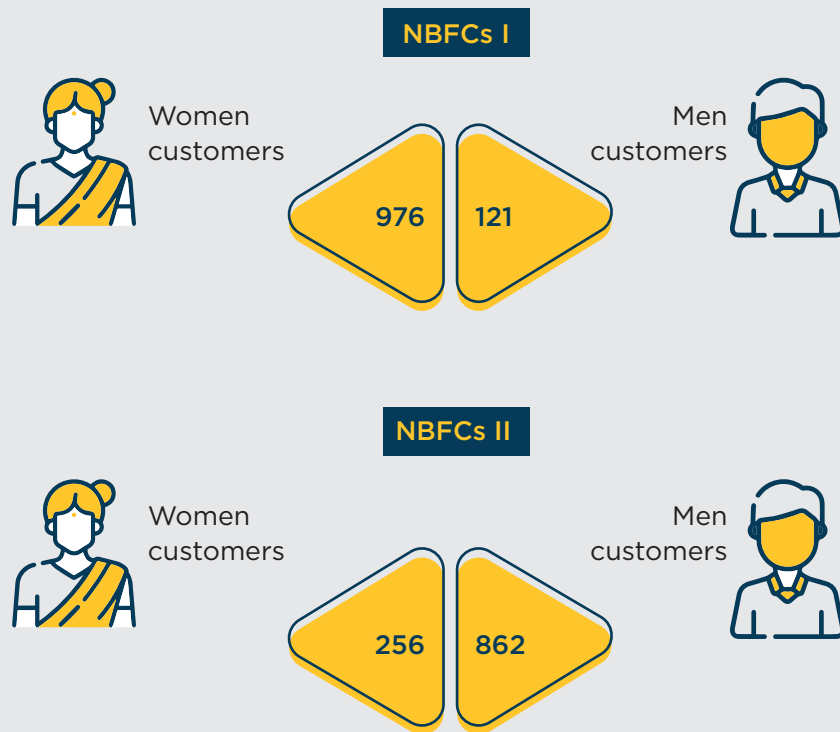 NBFCs I
Women
customers
Men
customers
976
121
NBFCs II
Women
customers
Men
customers
256
862